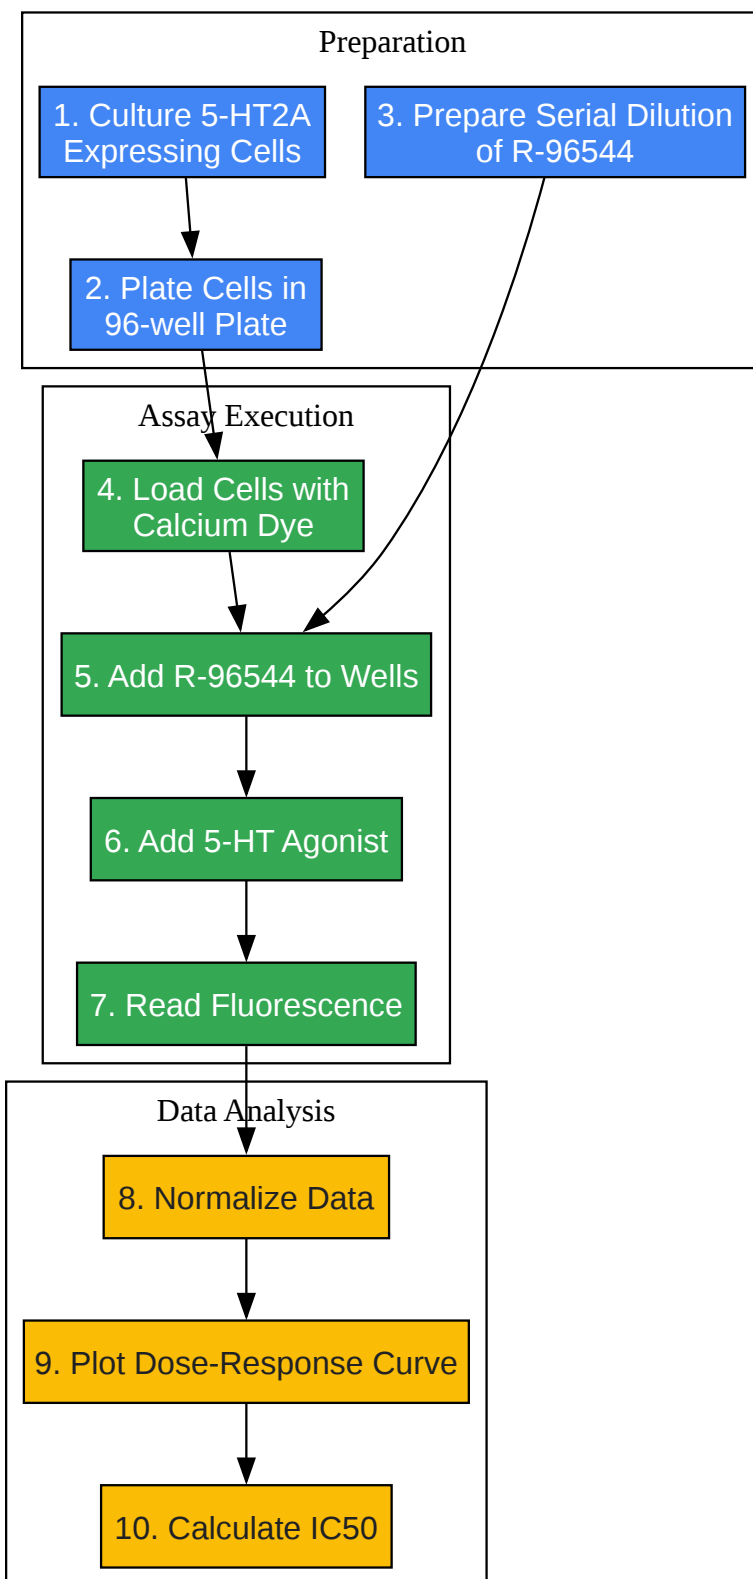 Preparation
1. Culture 5-HT2A
Expressing Cells
3. Prepare Serial Dilution
of R-96544
2. Plate Cells in
96-well Plate
Assay Execution
4. Load Cells with
Calcium Dye
5. Add R-96544 to Wells
6. Add 5-HT Agonist
7. Read Fluorescence
Data Analysis
8. Normalize Data
9. Plot Dose-Response Curve
10. Calculate IC50